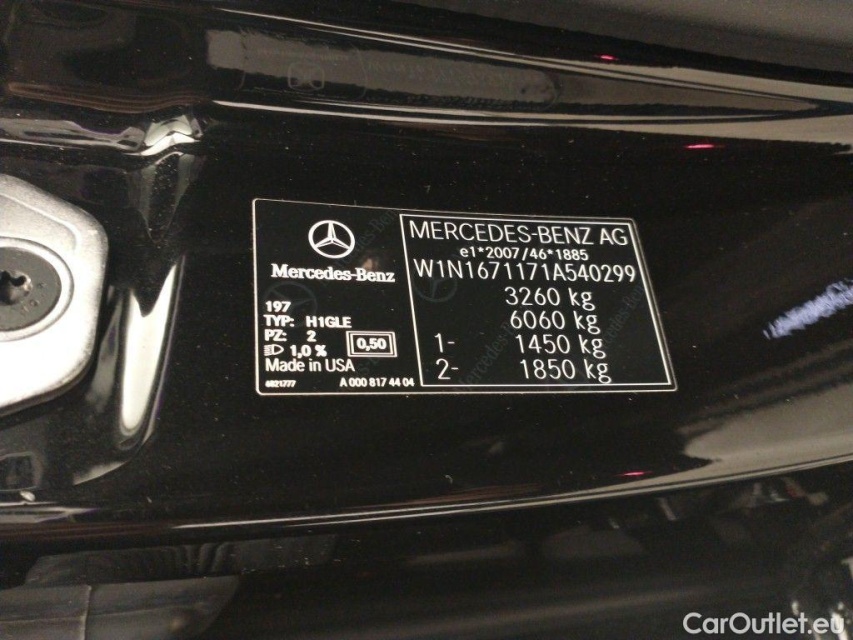 Mercedes-Benz
197
TYP: H1GLE
PZ: 2
1,0 %
0,50
Made in USA
6821777
A 000 817 44 04
MERCEDES-BENZ AG
e1*2007/46*1885
W1N1671171A540299
3260 kg
6060 kg
1- 1450 kg
2- 1850 kg
CarOutlet.eu